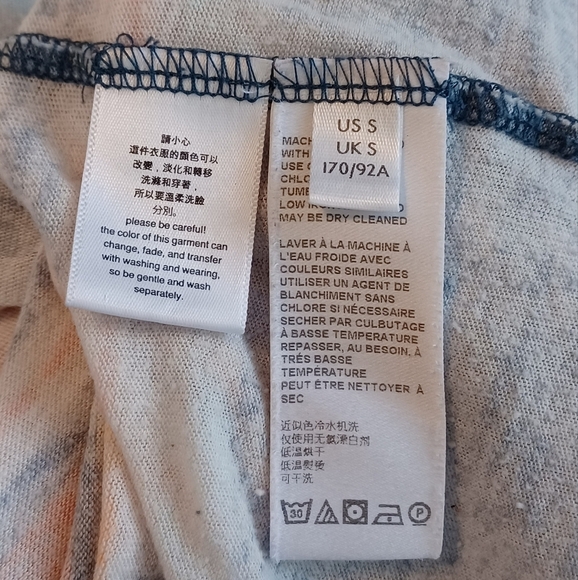 請小心
這件衣服的顏色可以
改變，淡化和轉移
洗滌和穿著，
所以要溫柔洗臉
分別。
please be careful!
the color of this garment can
change, fade, and transfer
with washing and wearing,
so be gentle and wash
separately.
US S
UK S
170/92A
MACH
WITH
USE
CHLO
TUMB
LOW
MAY BE DRY CLEANED
LAVER À LA MACHINE À
L'EAU FROIDE AVEC
COULEURS SIMILAIRES
UTILISER UN AGENT DE
BLANCHIMENT SANS
CHLORE SI NÉCESSAIRE
SECHER PAR CULBUTAGE
À BASSE TEMPERATURE
REPASSER, AU BESOIN, À
TRÉS BASSE
TEMPÉRATURE
PEUT ÊTRE NETTOYER À
SEC
近似色冷水机洗
仅使用无氯漂白剂
低温烘干
低温熨烫
可干洗
30
P